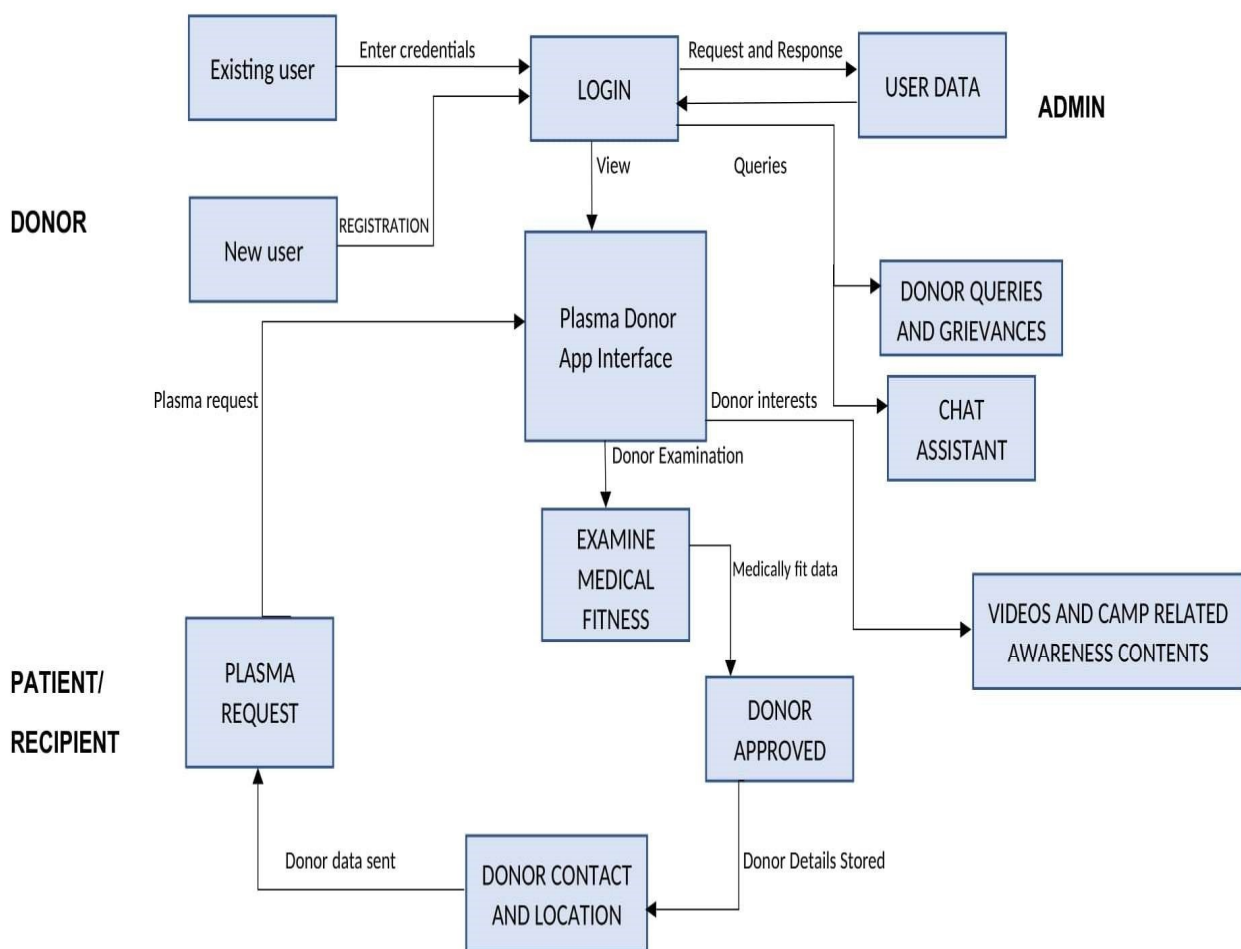 Existing user
Enter credentials
LOGIN
Request and Response
USER DATA
ADMIN
View
Queries
DONOR
New user
REGISTRATION
Plasma Donor
App Interface
DONOR QUERIES
AND GRIEVANCES
Plasma request
Donor interests
CHAT
ASSISTANT
Donor Examination
EXAMINE
MEDICAL
FITNESS
Medically fit data
VIDEOS AND CAMP RELATED
AWARENESS CONTENTS
PATIENT/
RECIPIENT
PLASMA
REQUEST
DONOR
APPROVED
Donor data sent
DONOR CONTACT
AND LOCATION
Donor Details Stored